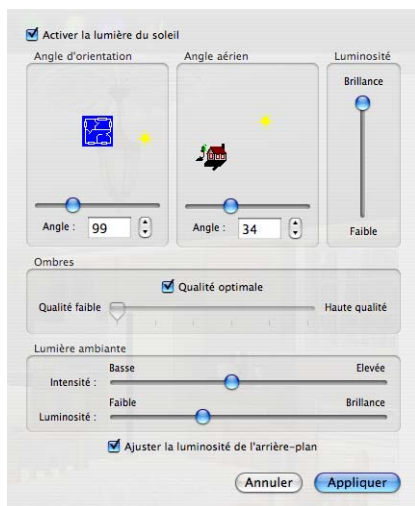 Activer la lumière du soleil
Angle d'orientation
Angle aérien
Luminosité
Brillance
Angle : 99
Angle : 34
Faible
Ombres
Qualité optimale
Qualité faible
Haute qualité
Lumière ambiante
Basse
Elevée
Intensité :
Faible
Brillance
Luminosité :
Ajuster la luminosité de l'arrière-plan
Annuler
Appliquer